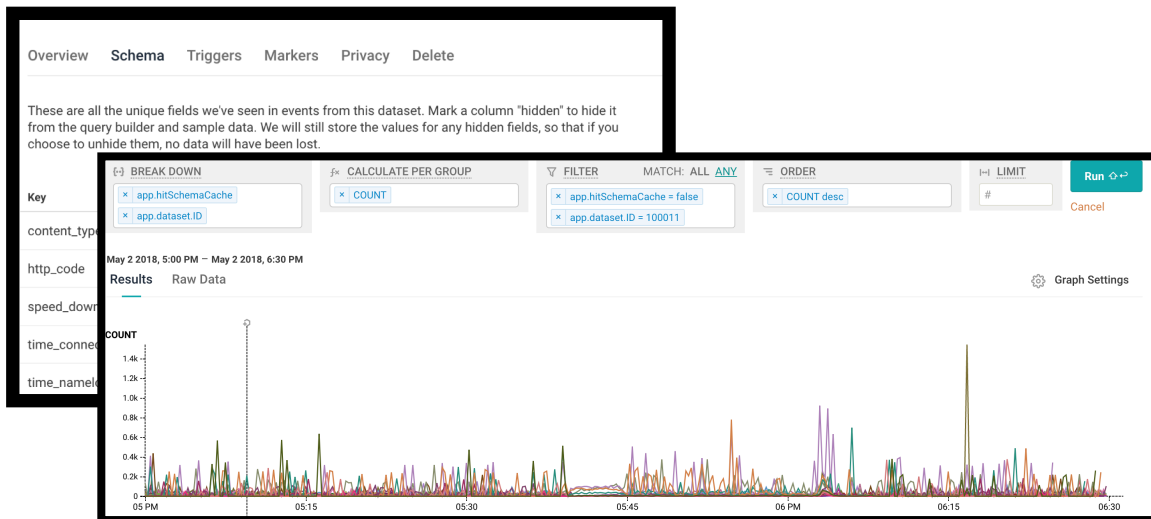 Overview Schema Triggers Markers Privacy Delete
These are all the unique fields we've seen in events from this dataset. Mark a column "hidden" to hide it
from the query builder and sample data. We will still store the values for any hidden fields, so that if you
choose to unhide them, no data will have been lost.
Key
content_type
http_code
speed_down
time_connec
time_namelo
BREAK DOWN
× app.hitSchemaCache
× app.dataset.ID
ƒx CALCULATE PER GROUP
× COUNT
FILTER MATCH: ALL ANY
× app.hitSchemaCache = false
× app.dataset.ID = 100011
ORDER
× COUNT desc
LIMIT
#
Run
Cancel
May 2 2018, 5:00 PM – May 2 2018, 6:30 PM
Results Raw Data
Graph Settings
COUNT
1.4k
1.2k
1.0k
0.8k
0.6k
0.4k
0.2k
0
05 PM 05:15 05:30 05:45 06 PM 06:15 06:30